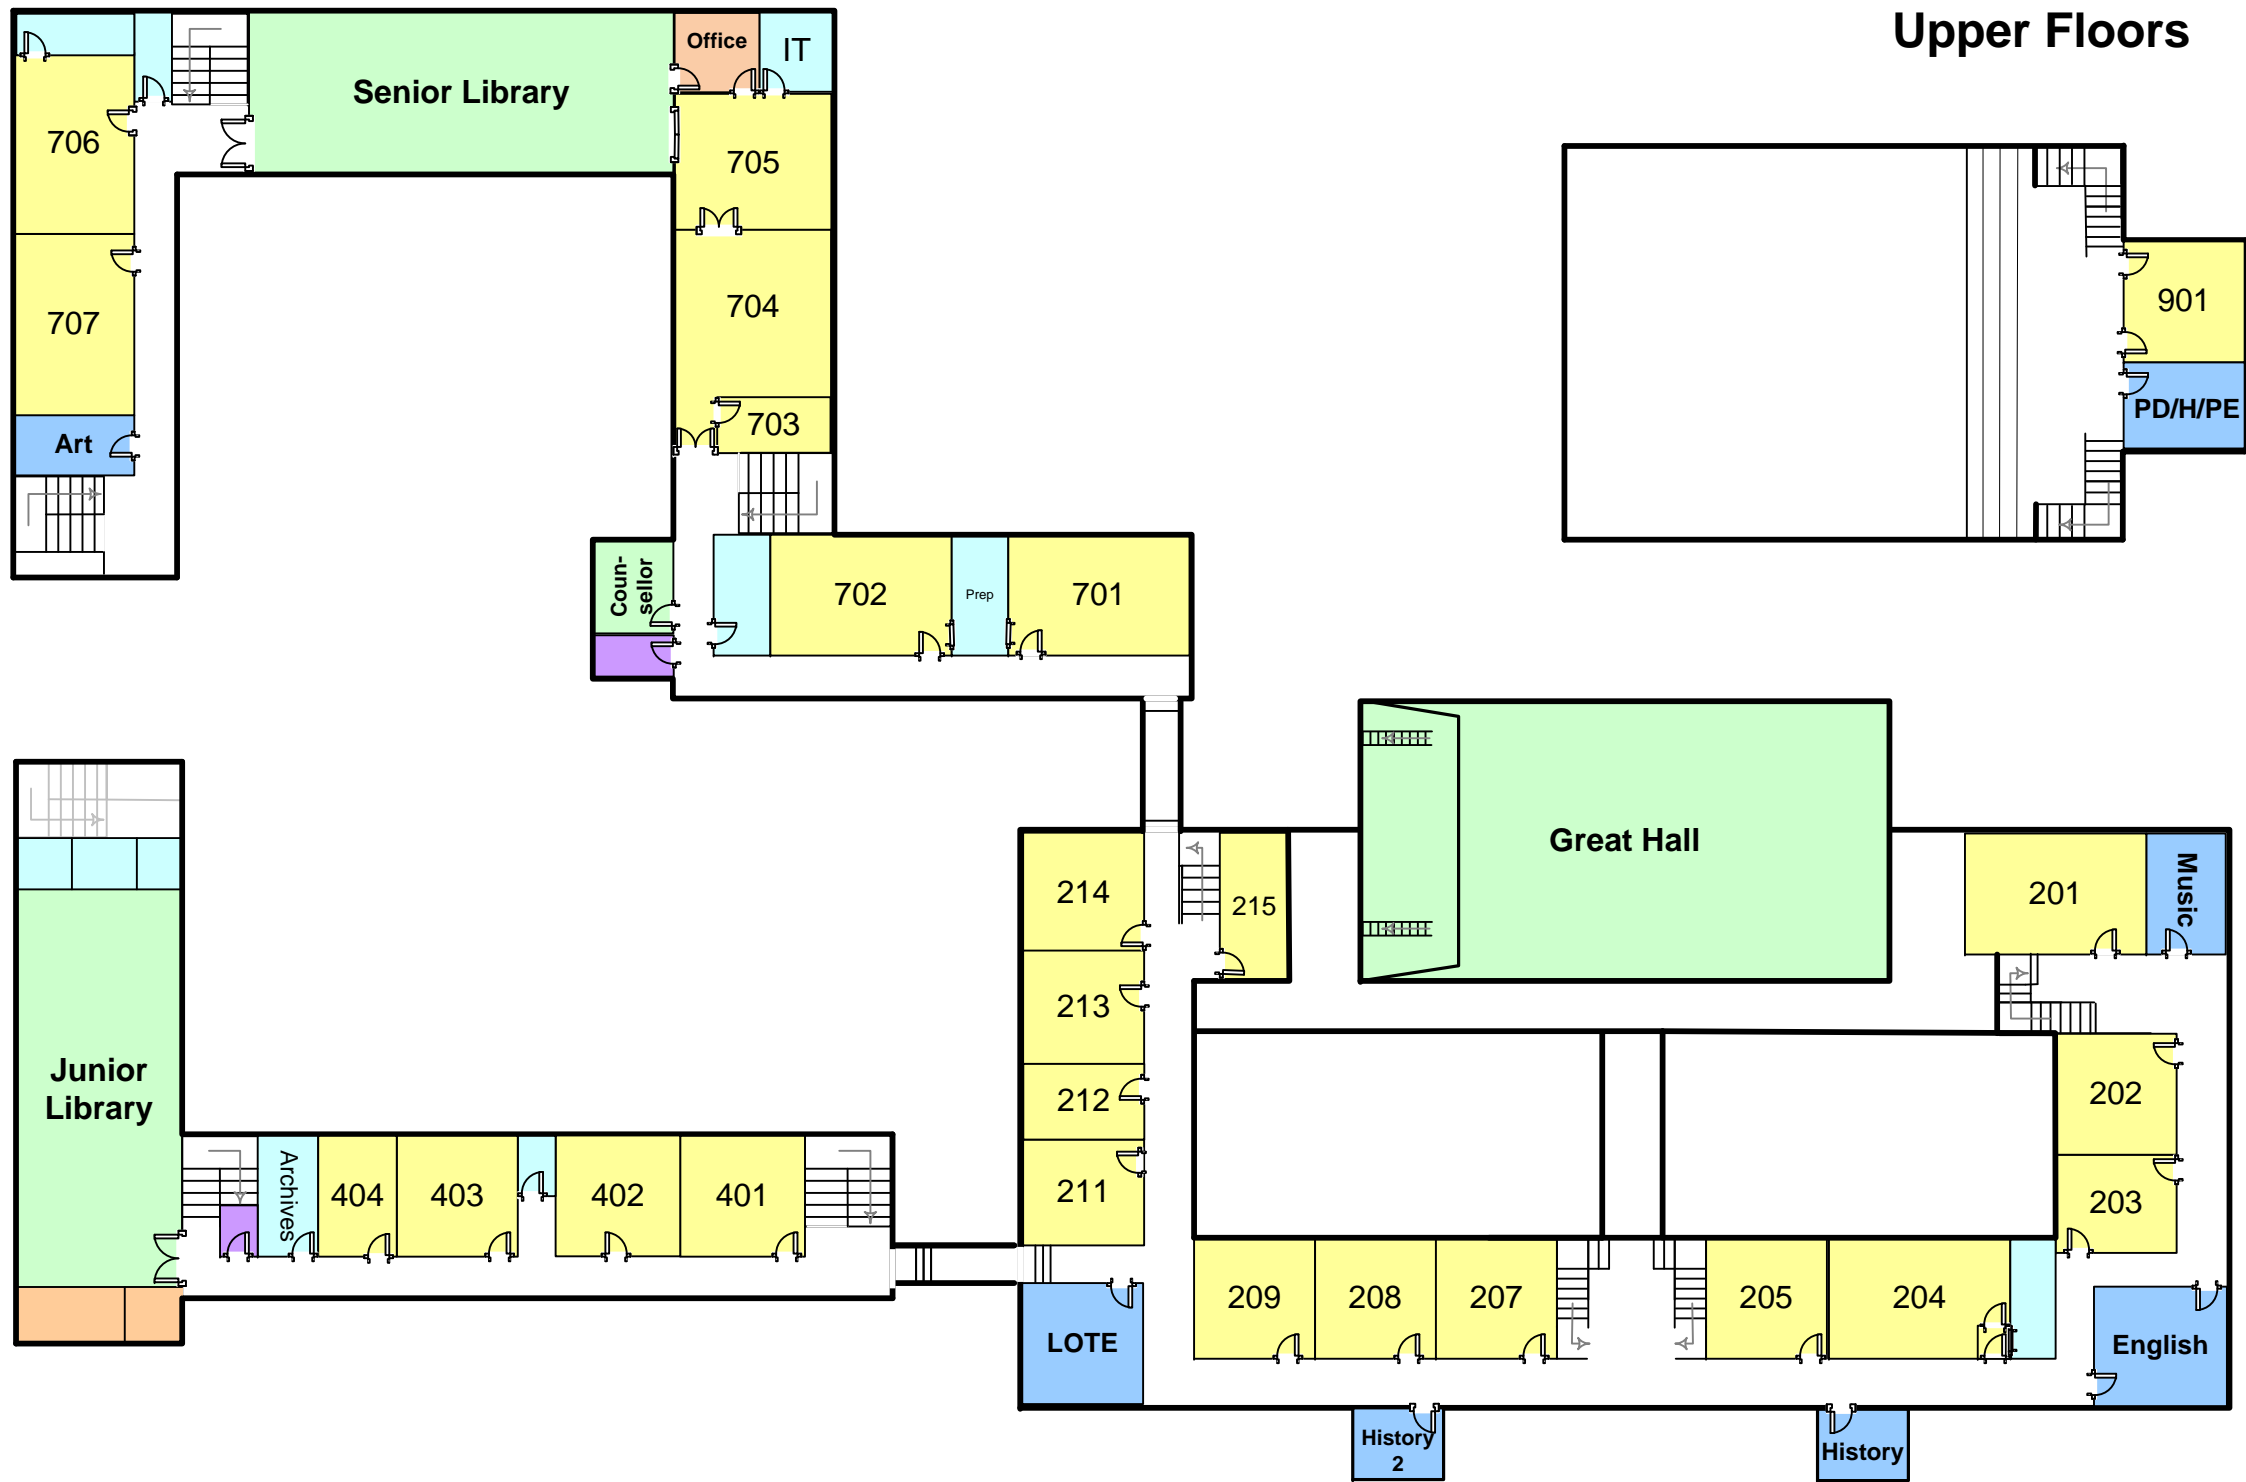 Upper Floors
Office
IT
Senior Library
706
705
707
704
901
703
PD/H/PE
Art
Coun-
sellor
702
Prep
701
Great Hall
214
215
201
Music
213
Junior
Library
212
202
Archives
404
403
402
401
211
203
209
208
207
205
204
LOTE
English
History
2
History